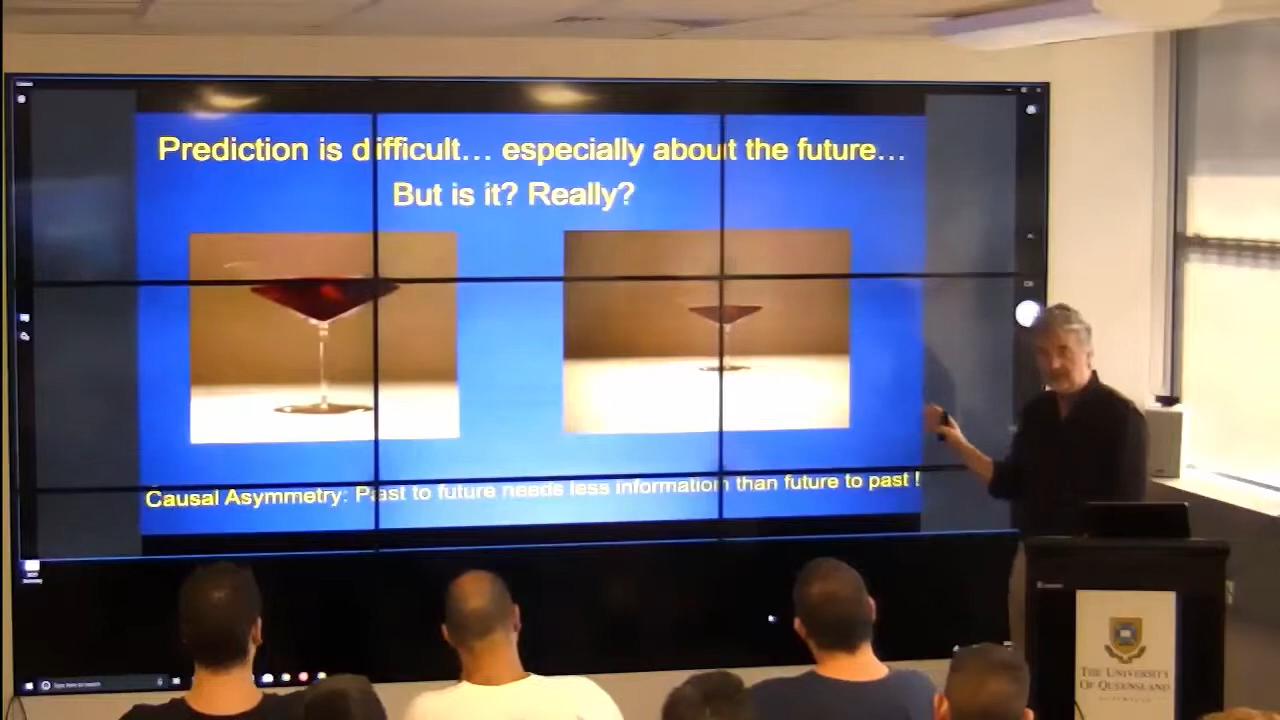 Prediction is difficult... especially about the future...
But is it? Really?
Causal Asymmetry: Past to future needs less information than future to past !
THE UNIVERSITY
OF QUEENSLAND
AUSTRALIA